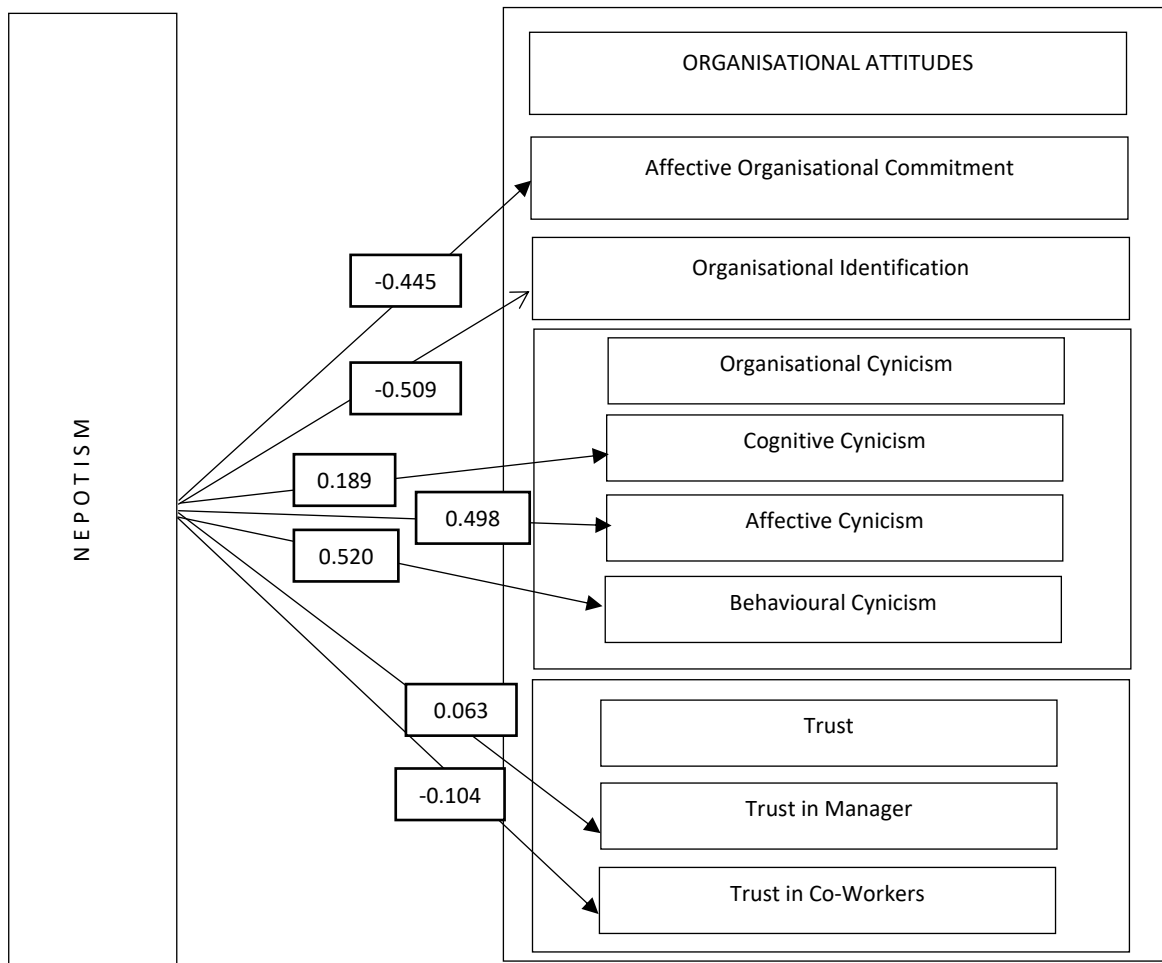 N E P O T I S M
ORGANISATIONAL ATTITUDES
Affective Organisational Commitment
-0.445
Organisational Identification
-0.509
Organisational Cynicism
0.189
Cognitive Cynicism
0.498
Affective Cynicism
0.520
Behavioural Cynicism
0.063
Trust
-0.104
Trust in Manager
Trust in Co-Workers